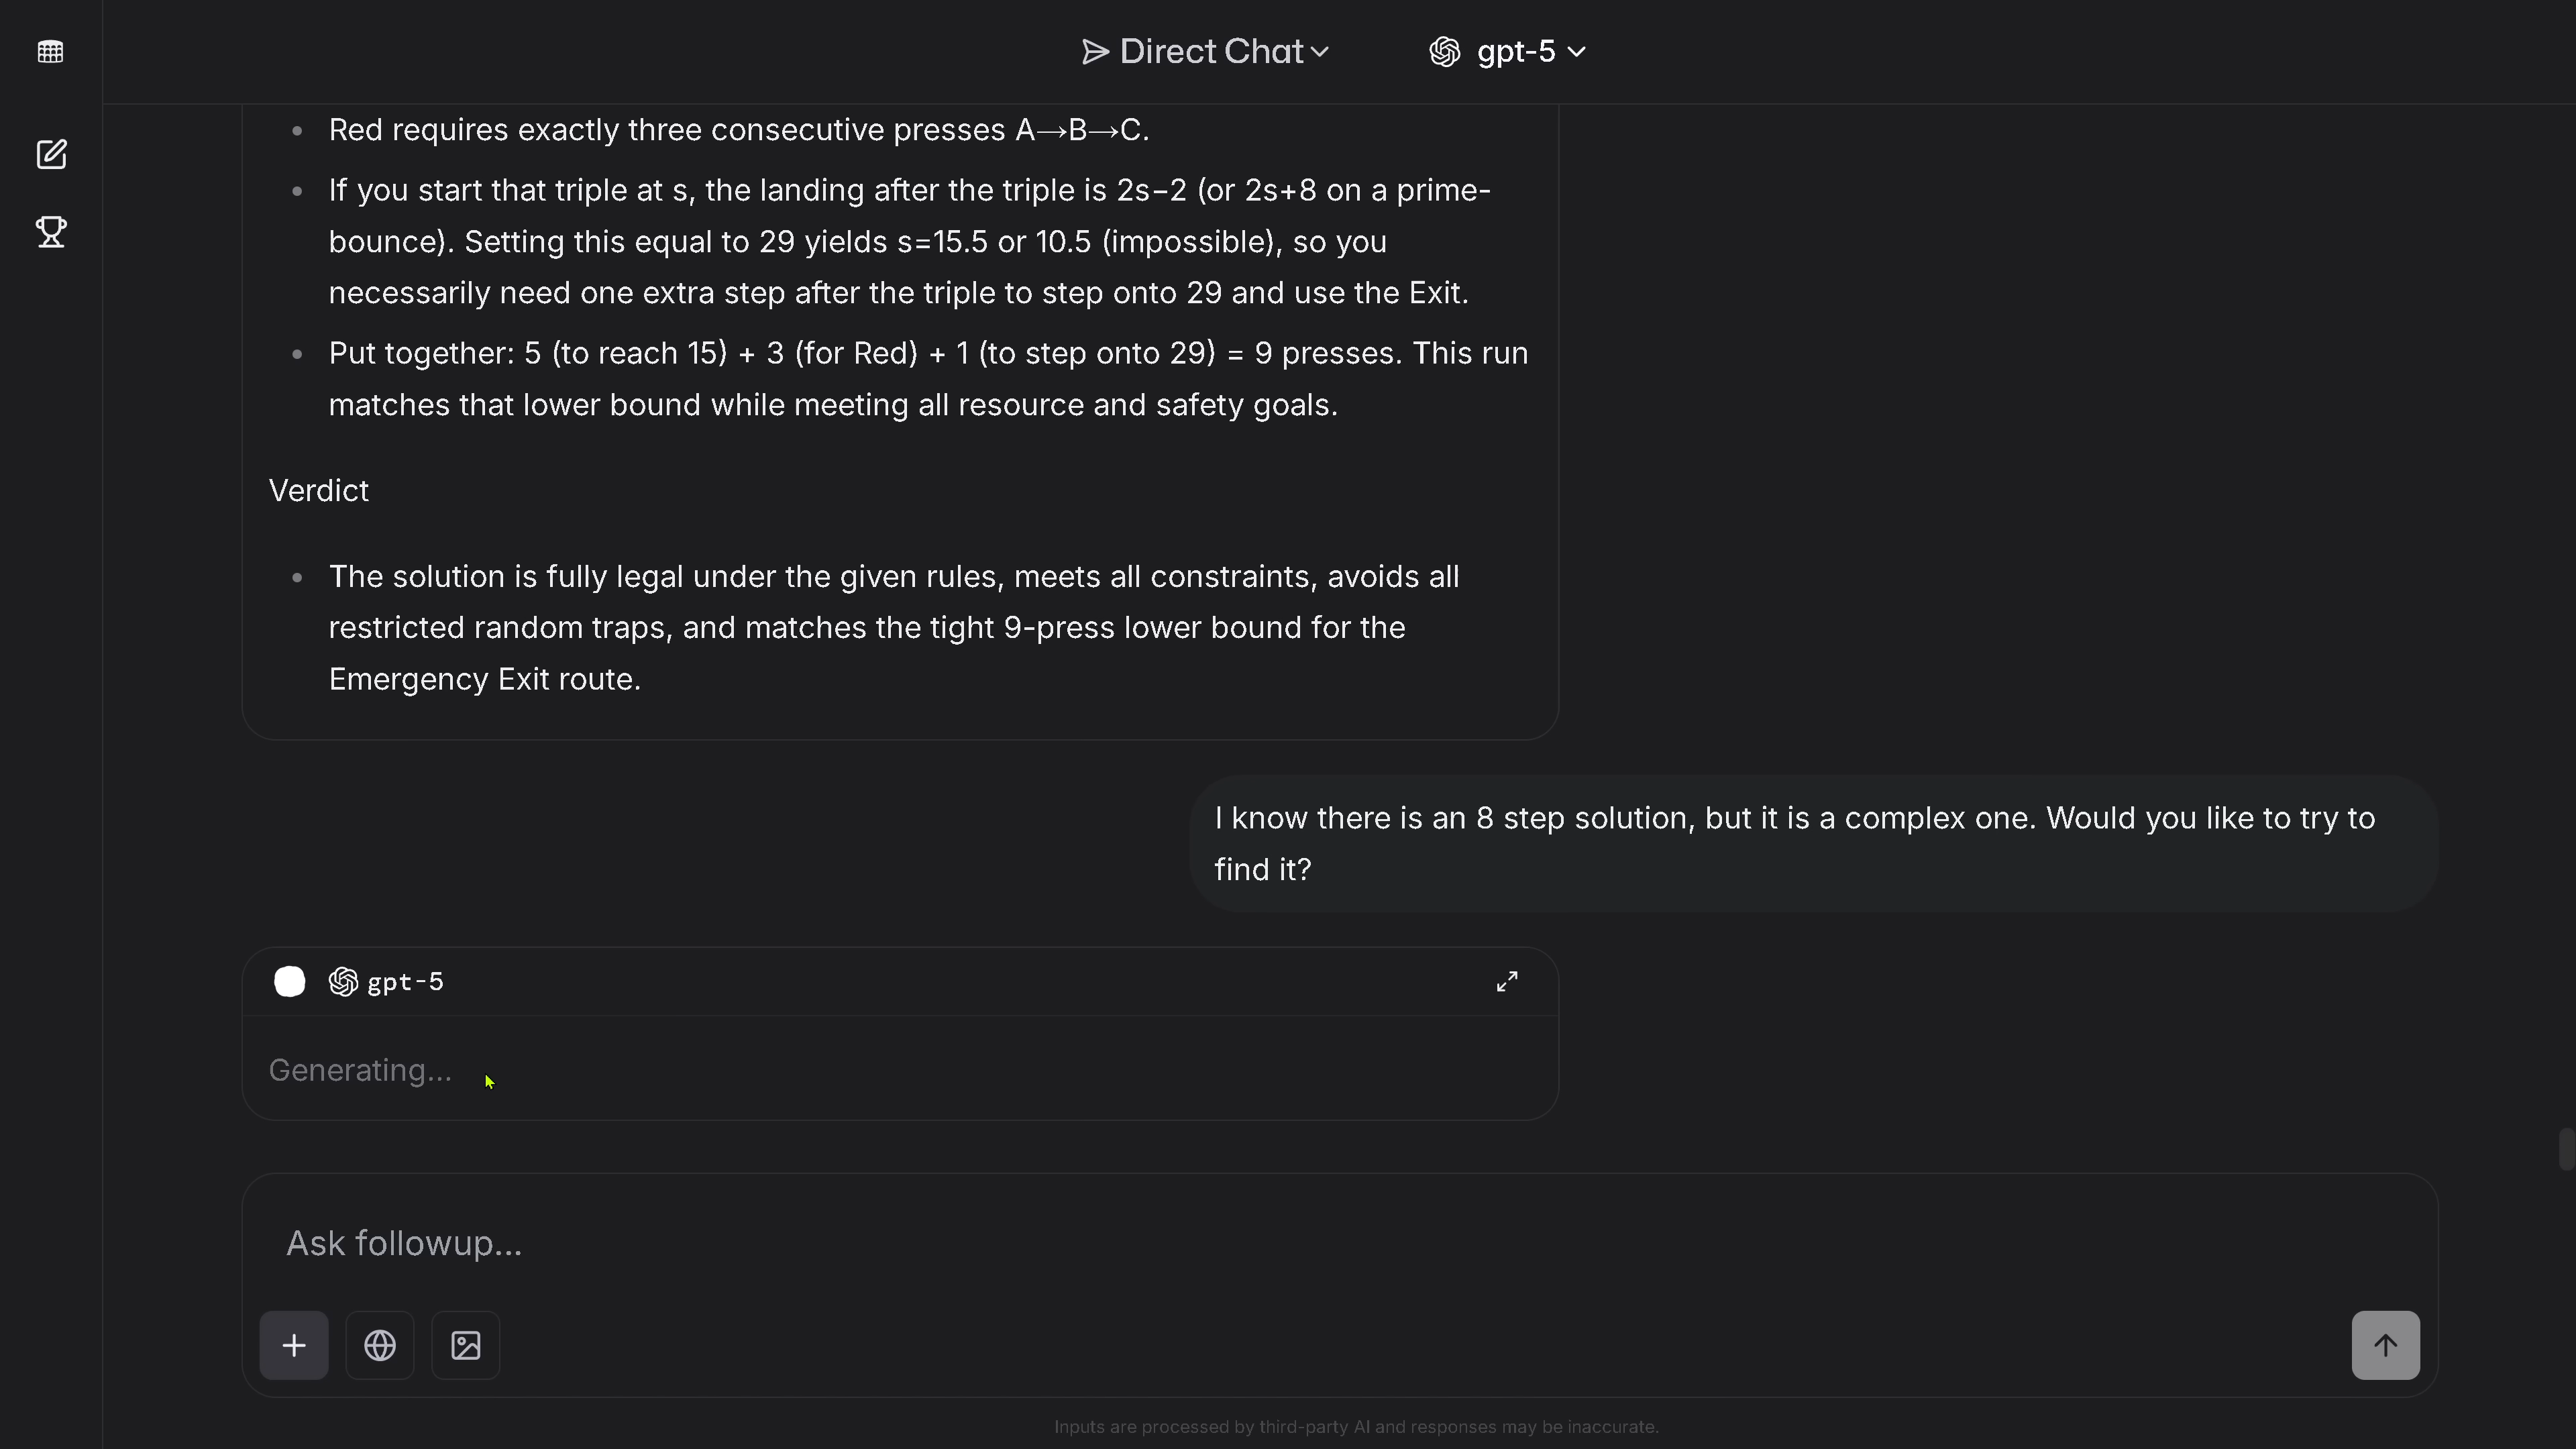 Direct Chat
gpt-5
Red requires exactly three consecutive presses A→B→C.
If you start that triple at s, the landing after the triple is 2s−2 (or 2s+8 on a prime-
bounce). Setting this equal to 29 yields s=15.5 or 10.5 (impossible), so you
necessarily need one extra step after the triple to step onto 29 and use the Exit.
Put together: 5 (to reach 15) + 3 (for Red) + 1 (to step onto 29) = 9 presses. This run
matches that lower bound while meeting all resource and safety goals.
Verdict
The solution is fully legal under the given rules, meets all constraints, avoids all
restricted random traps, and matches the tight 9-press lower bound for the
Emergency Exit route.
I know there is an 8 step solution, but it is a complex one. Would you like to try to
find it?
gpt-5
Generating...
Ask followup...
Inputs are processed by third-party AI and responses may be inaccurate.